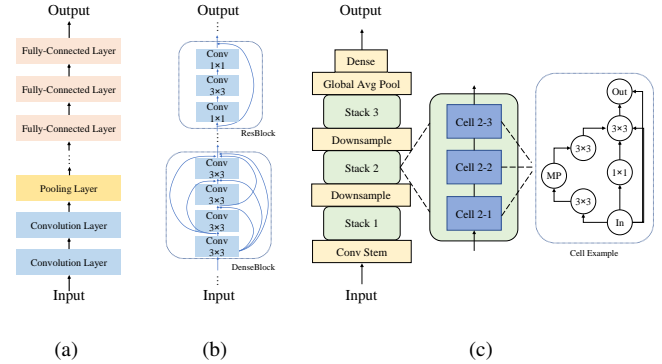 Output
Fully-Connected Layer
Fully-Connected Layer
Fully-Connected Layer
Pooling Layer
Convolution Layer
Convolution Layer
Input
(a)
Output
Conv
1×1
Conv
3×3
Conv
1×1
ResBlock
Conv
3×3
Conv
3×3
Conv
3×3
Conv
3×3
DenseBlock
Input
(b)
Output
Dense
Global Avg Pool
Stack 3
Downsample
Stack 2
Downsample
Stack 1
Conv Stem
Input
Cell 2-3
Cell 2-2
Cell 2-1
Out
3×3
3×3
MP
1×1
3×3
In
Cell Example
(c)